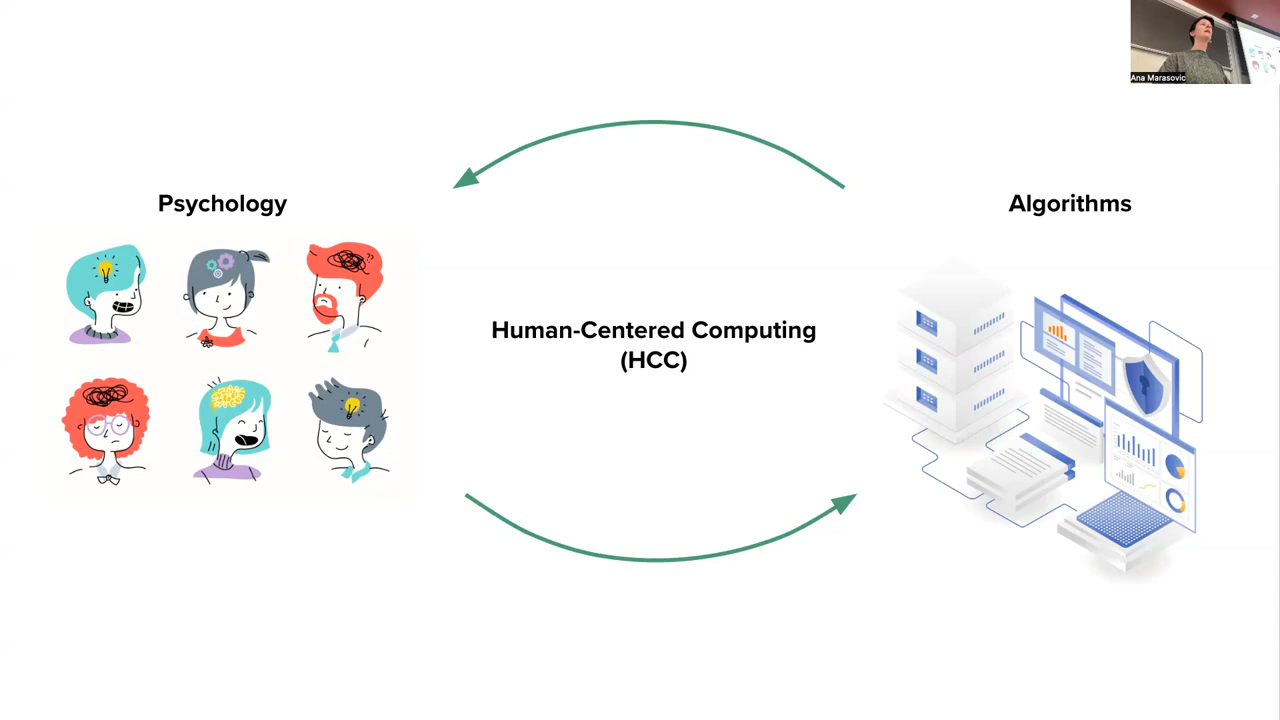 Ana Marasovic
Psychology
Algorithms
Human-Centered Computing
(HCC)